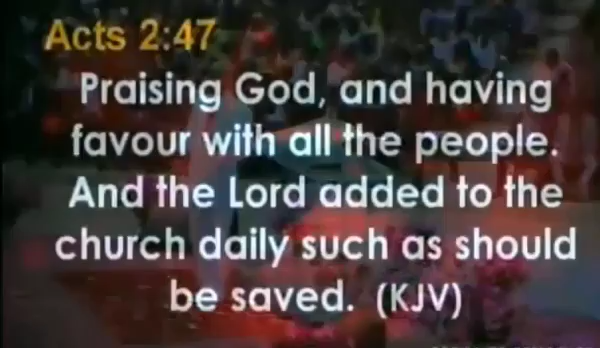 Acts 2:47
Praising God, and having
favour with all the people.
And the Lord added to the
church daily such as should
be saved. (KJV)